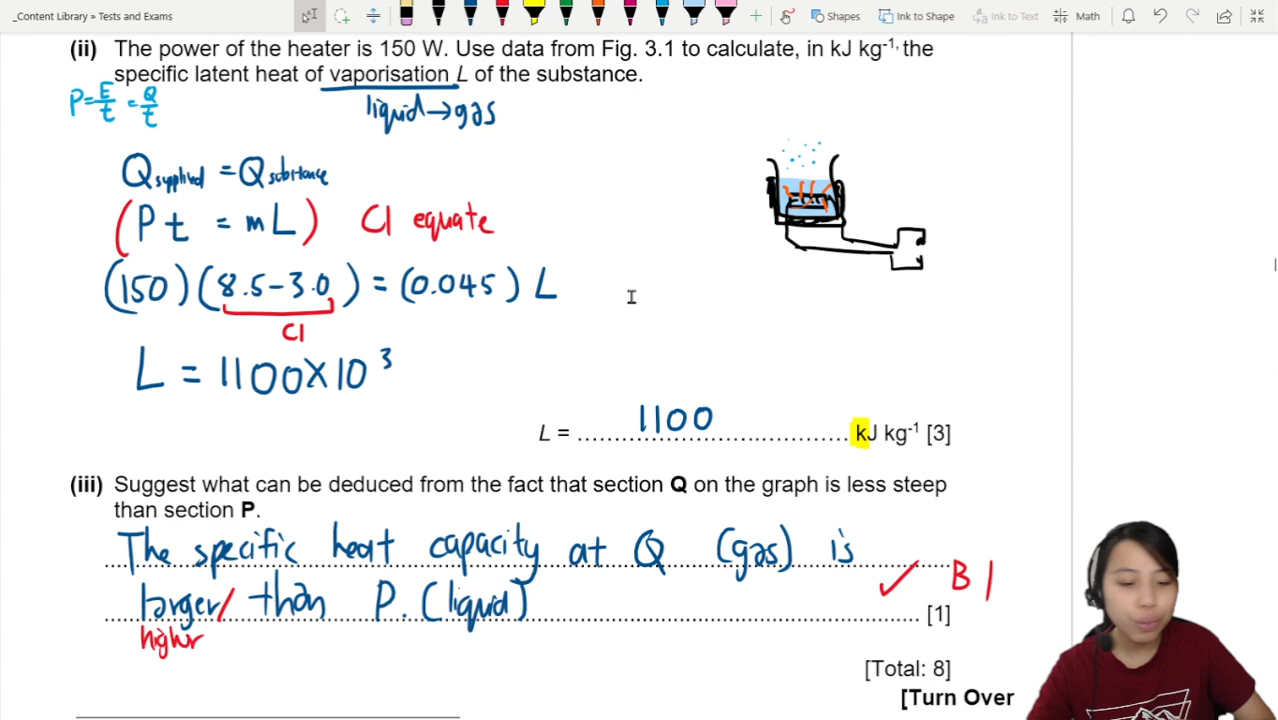 _Content Library » Tests and Exams
Shapes Ink to Shape Ink to Text Math
(ii) The power of the heater is 150 W. Use data from Fig. 3.1 to calculate, in kJ kg⁻¹, the
specific latent heat of vaporisation L of the substance.
P=E/t =Q/t
liquid→gas
Qsupplied = Qsubstance
(Pt = mL) C1 equate
(150)(8.5-3.0) = (0.045) L
C1
L = 1100×10³
L = 1100 kJ kg⁻¹ [3]
(iii) Suggest what can be deduced from the fact that section Q on the graph is less steep
than section P.
The specific heat capacity at Q (gas) is
larger/ than P. (liquid) B1
[1]
higher
[Total: 8]
[Turn Over